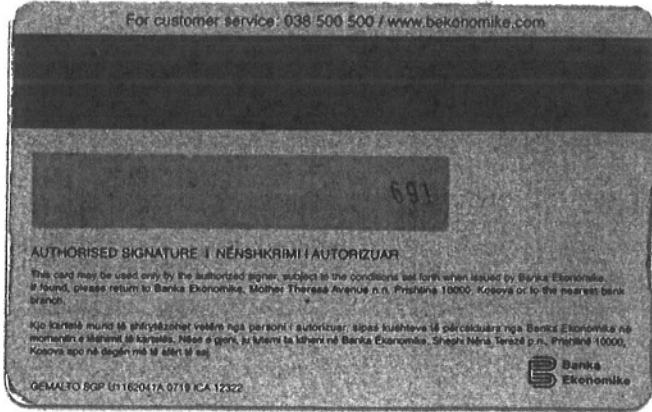 For customer service: 038 500 500 / www.bekonomike.com
691
AUTHORISED SIGNATURE I NËNSHKRIMI I AUTORIZUAR
This card may be used only by the authorized signer, subject to the conditions set forth when issued by Banka Ekonomike.
If found, please return to Banka Ekonomike, Mother Theresa Avenue n.n. Prishtina 10000, Kosova or to the nearest bank
branch.
Kjo kartelë mund të shfrytëzohet vetëm nga personi i autorizuar, sipas kushteve të përcaktuara nga Banka Ekonomike në
momentin e lëshimit të kartelës. Nëse e gjeni, ju lutemi ta ktheni në Banka Ekonomike, Sheshi Nëna Terezë p.n., Prishtinë 10000,
Kosova apo në degën më të afërt të saj.
Banka
Ekonomike
GEMALTO SGP U1162041A 0719 ICA 12322